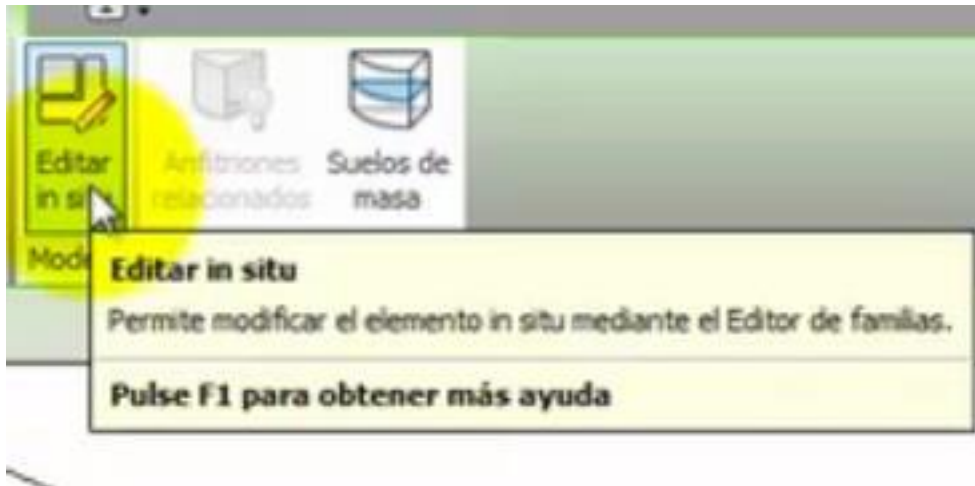 Editar
in situ
Anfitriones
relacionados
Suelos de
masa
Mode
Editar in situ
Permite modificar el elemento in situ mediante el Editor de familias.
Pulse F1 para obtener más ayuda